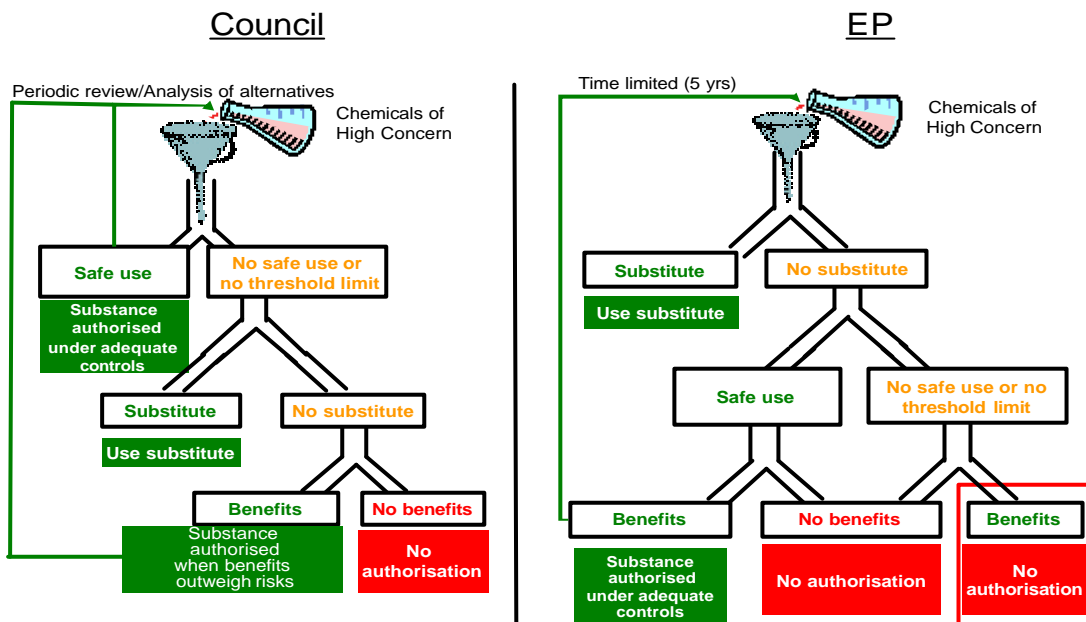 Council
Periodic review/Analysis of alternatives
Chemicals of
High Concern
Safe use
No safe use or
no threshold limit
Substance
authorised
under adequate
controls
Substitute
No substitute
Use substitute
Benefits
No benefits
Substance
authorised
when benefits
outweigh risks
No
authorisation
EP
Time limited (5 yrs)
Chemicals of
High Concern
Substitute
No substitute
Use substitute
Safe use
No safe use or no
threshold limit
Benefits
No benefits
Benefits
Substance
authorised
under adequate
controls
No authorisation
No
authorisation